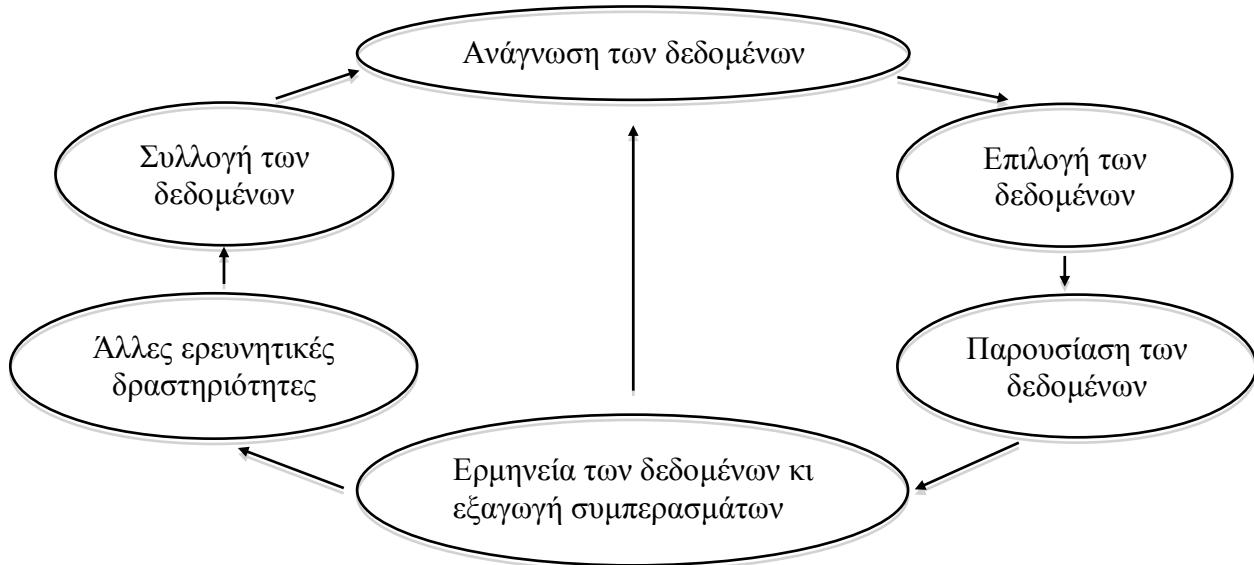 Ανάγνωση των δεδομένων
Συλλογή των
δεδομένων
Επιλογή των
δεδομένων
Άλλες ερευνητικές
δραστηριότητες
Παρουσίαση των
δεδομένων
Ερμηνεία των δεδομένων κι
εξαγωγή συμπερασμάτων